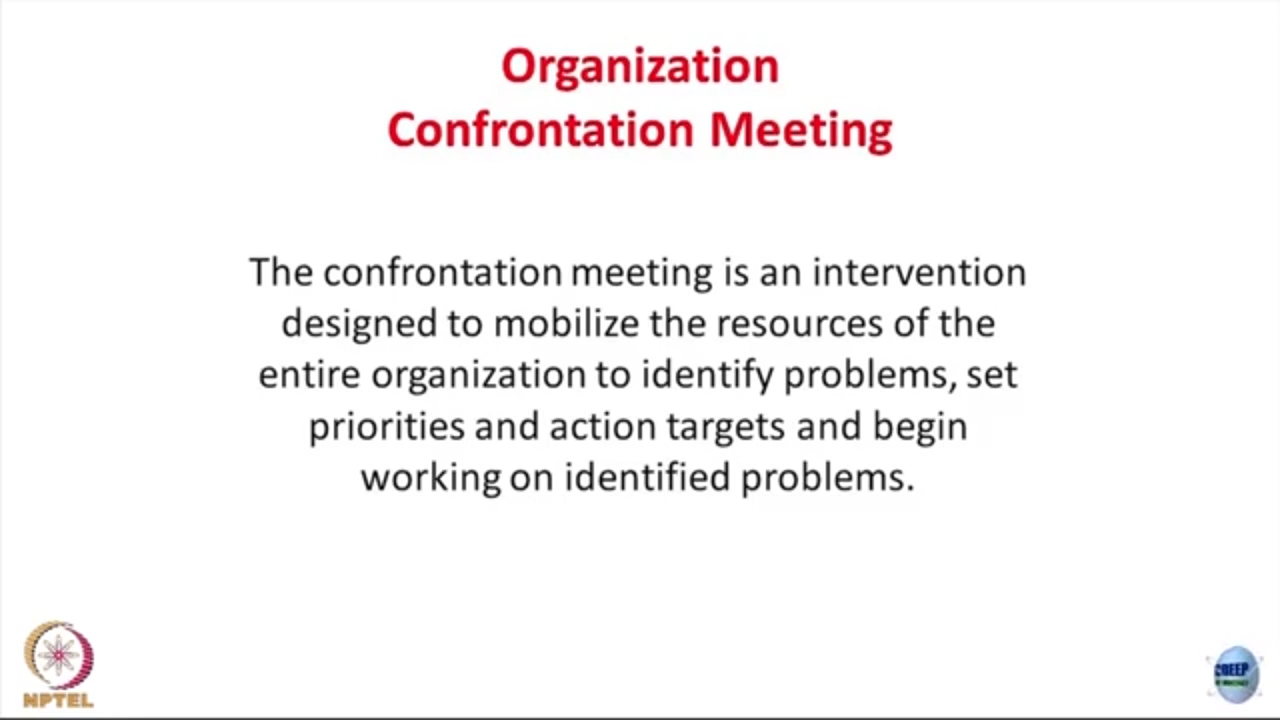 Organization
Confrontation Meeting
The confrontation meeting is an intervention
designed to mobilize the resources of the
entire organization to identify problems, set
priorities and action targets and begin
working on identified problems.
NPTEL